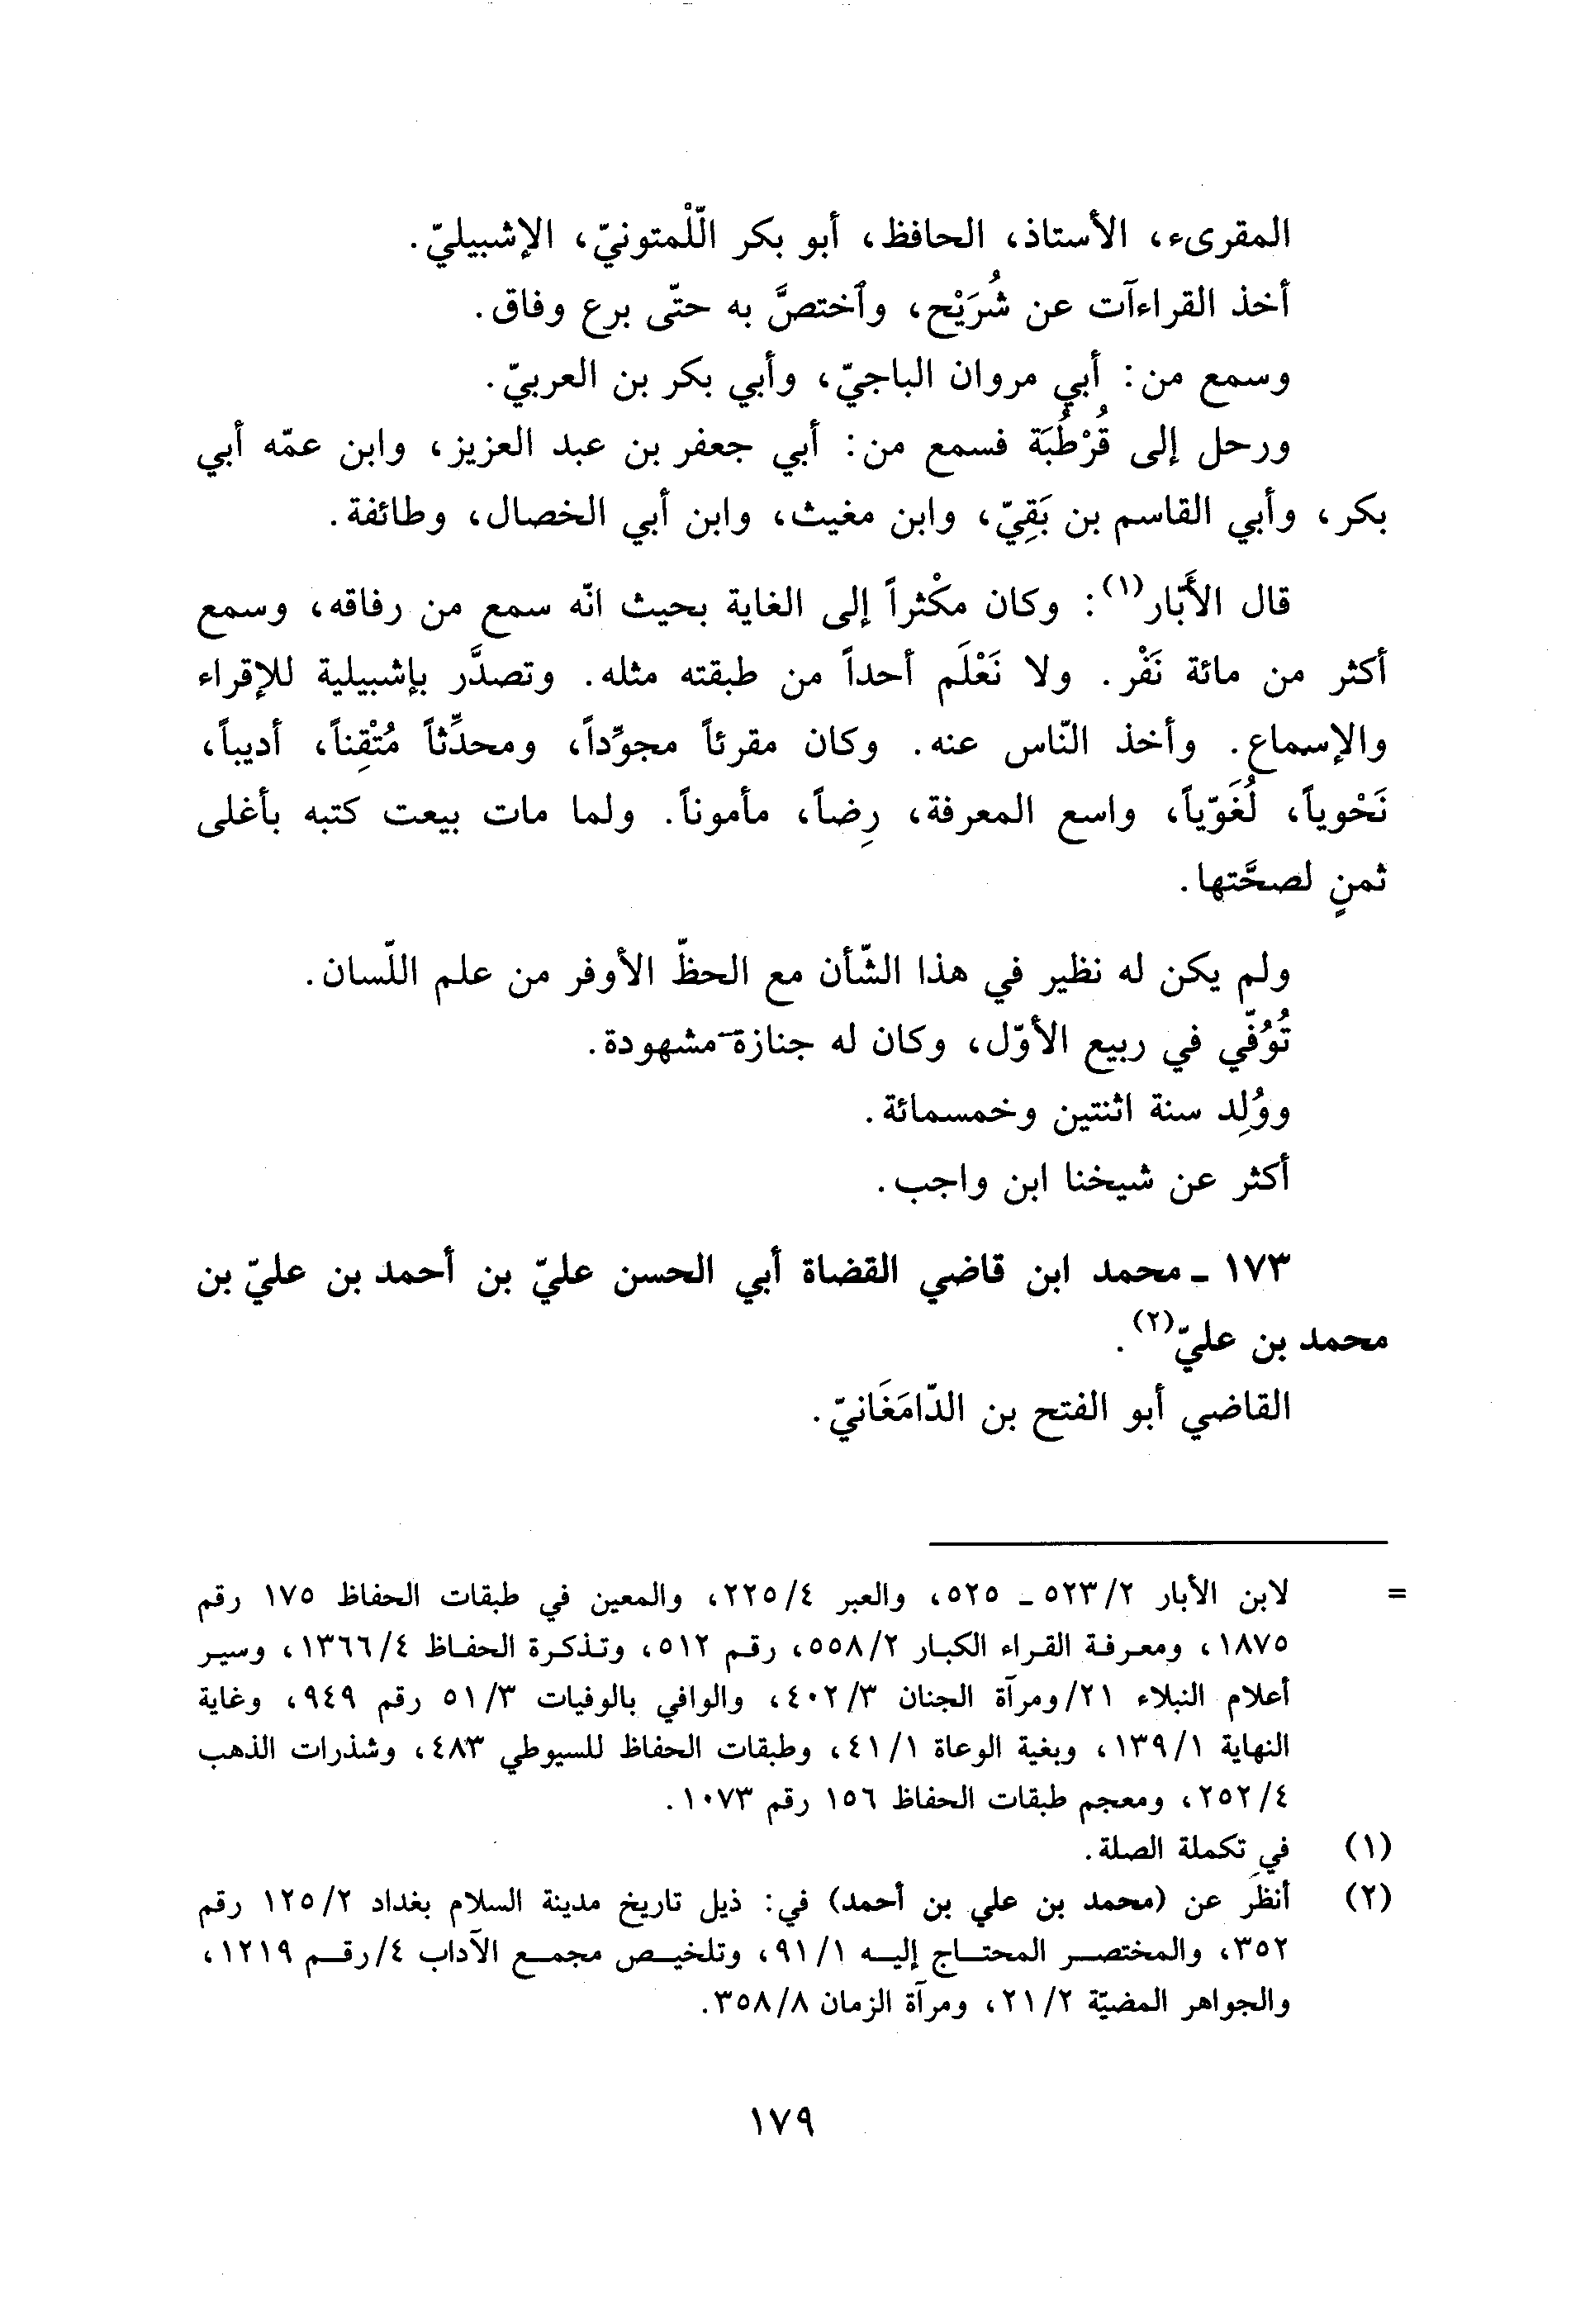 المقرىء، الأستاذ، الحافظ، أبو بكر اللّمْتونيّ، الإشبيليّ.
أخذ القراءآت عن شُرَيْح، وٱختصَّ به حتّى برع وفاق.
وسمع من: أبي مروان الباجيّ، وأبي بكر بن العربيّ.
ورحل إلى قُرْطُبَة فسمع من: أبي جعفر بن عبد العزيز، وابن عمّه أبي
بكر، وأبي القاسم بن بَقِيّ، وابن مغيث، وابن أبي الخصال، وطائفة.
قال الأَبّار(١): وكان مكْثراً إلى الغاية بحيث انّه سمع من رفاقه، وسمع
أكثر من مائة نَفْر. ولا نَعْلَم أحداً من طبقته مثله. وتصدَّر بإشبيلية للإقراء
والإسماع. وأخذ النّاس عنه. وكان مقرئاً مجوِّداً، ومحدِّثاً مُتْقِناً، أديباً،
نَحْوياً، لُغَوّياً، واسع المعرفة، رِضاً، مأموناً. ولما مات بيعت كتبه بأغلى
ثمنٍ لصحَّتها.
ولم يكن له نظير في هذا الشّأن مع الحظّ الأوفر من علم اللّسان.
تُوُفّي في ربيع الأوّل، وكان له جنازة مشهودة.
ووُلِد سنة اثنتين وخمسمائة.
أكثر عن شيخنا ابن واجب.
١٧٣ ـ محمد ابن قاضي القضاة أبي الحسن عليّ بن أحمد بن عليّ بن
محمد بن عليّ(٢).
القاضي أبو الفتح بن الدّامَغَانيّ.
= لابن الأبار ٢/ ٥٢٣ ـ ٥٢٥، والعبر ٤/ ٢٢٥، والمعين في طبقات الحفاظ ١٧٥ رقم
١٨٧٥، ومعرفة القراء الكبار ٢/ ٥٥٨، رقم ٥١٢، وتذكرة الحفاظ ٤/ ١٣٦٦، وسير
أعلام النبلاء ٢١/ ومرآة الجنان ٣/ ٤٠٢، والوافي بالوفيات ٣/ ٥١ رقم ٩٤٩، وغاية
النهاية ١/ ١٣٩، وبغية الوعاة ١/ ٤١، وطبقات الحفاظ للسيوطي ٤٨٣، وشذرات الذهب
٤/ ٢٥٢، ومعجم طبقات الحفاظ ١٥٦ رقم ١٠٧٣.
(١) في تكملة الصلة.
(٢) أنظر عن (محمد بن علي بن أحمد) في: ذيل تاريخ مدينة السلام بغداد ٢/ ١٢٥ رقم
٣٥٢، والمختصر المحتاج إليه ١/ ٩١، وتلخيص مجمع الآداب ٤/ رقم ١٢١٩،
والجواهر المضيّة ٢/ ٢١، ومرآة الزمان ٨/ ٣٥٨.
١٧٩